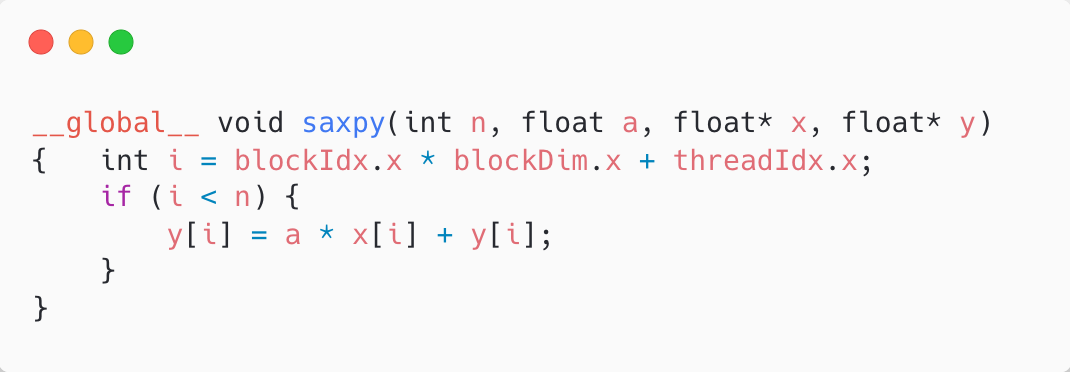 __global__ void saxpy(int n, float a, float* x, float* y)
{   int i = blockIdx.x * blockDim.x + threadIdx.x;
    if (i < n) {
        y[i] = a * x[i] + y[i];
    }
}